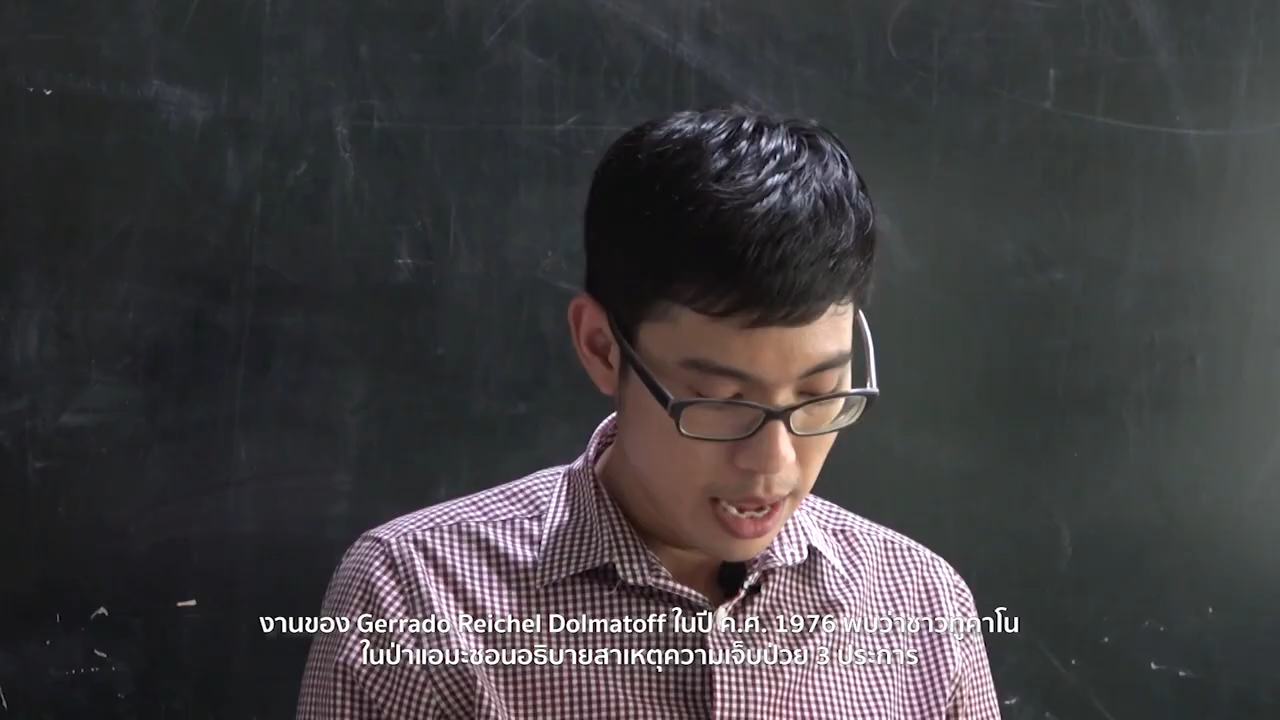 งานของ Gerrado Reichel Dolmatoff ในปี ค.ศ. 1976 พบว่าชาวทูคาโน
ในป่าแอมะซอนอธิบายสาเหตุความเจ็บป่วย 3 ประการ